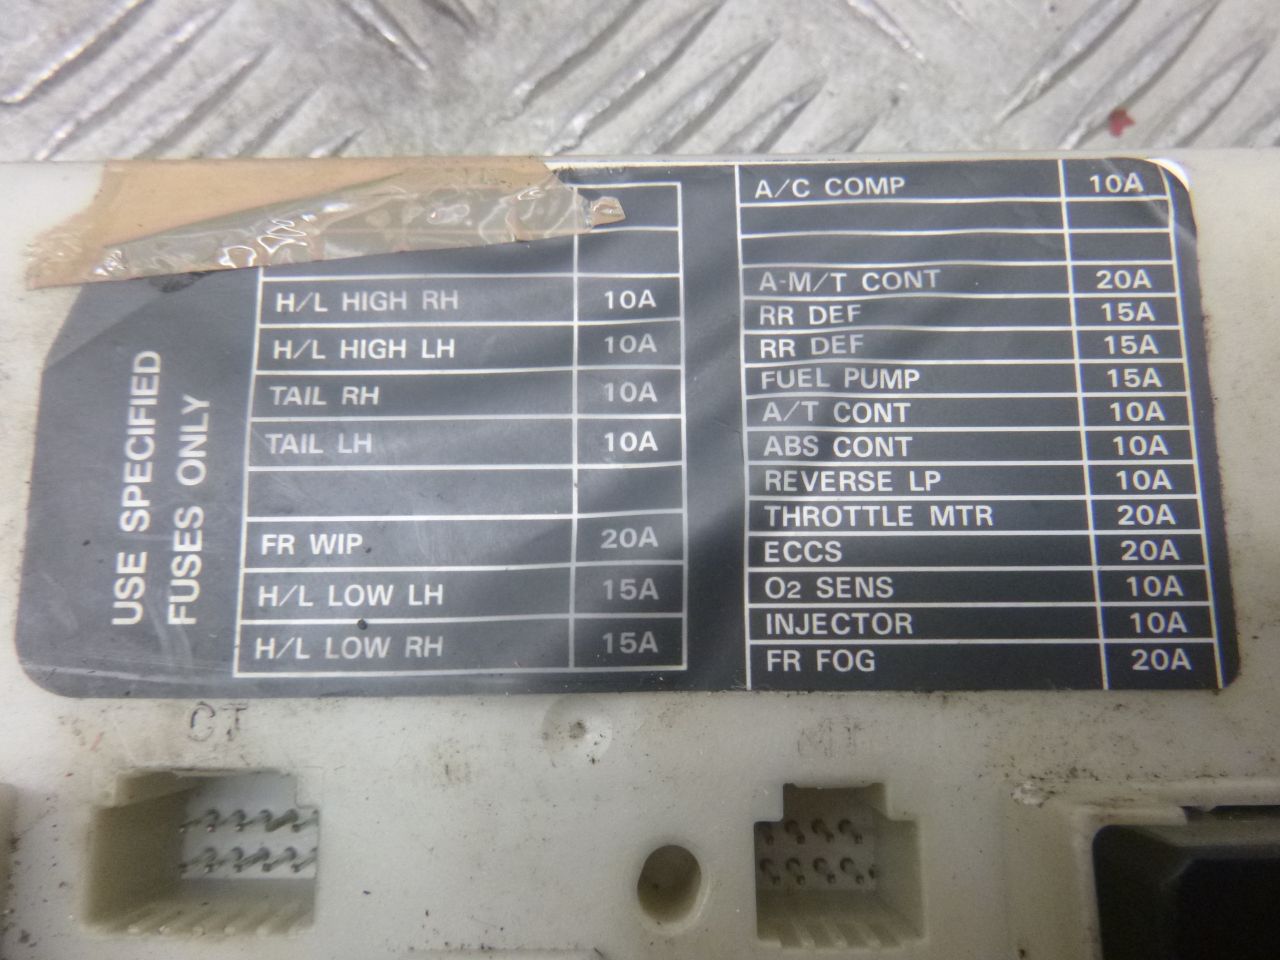 USE SPECIFIED
FUSES ONLY
H/L HIGH RH 10A
H/L HIGH LH 10A
TAIL RH 10A
TAIL LH 10A
FR WIP 20A
H/L LOW LH 15A
H/L LOW RH 15A
A/C COMP 10A
A-M/T CONT 20A
RR DEF 15A
RR DEF 15A
FUEL PUMP 15A
A/T CONT 10A
ABS CONT 10A
REVERSE LP 10A
THROTTLE MTR 20A
ECCS 20A
O2 SENS 10A
INJECTOR 10A
FR FOG 20A
CT